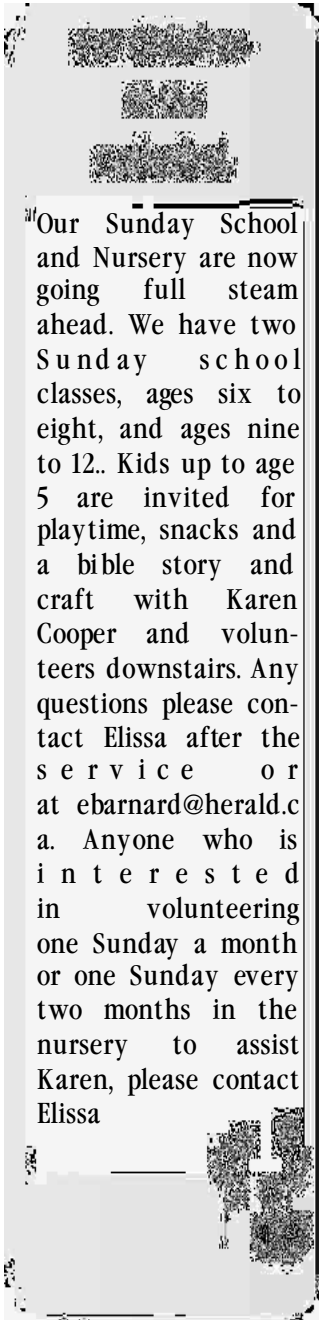 Our Sunday School
and Nursery are now
going full steam
ahead. We have two
Sunday school
classes, ages six to
eight, and ages nine
to 12.. Kids up to age
5 are invited for
playtime, snacks and
a bible story and
craft with Karen
Cooper and volun-
teers downstairs. Any
questions please con-
tact Elissa after the
service or
at ebarnard@herald.c
a. Anyone who is
interested
in volunteering
one Sunday a month
or one Sunday every
two months in the
nursery to assist
Karen, please contact
Elissa